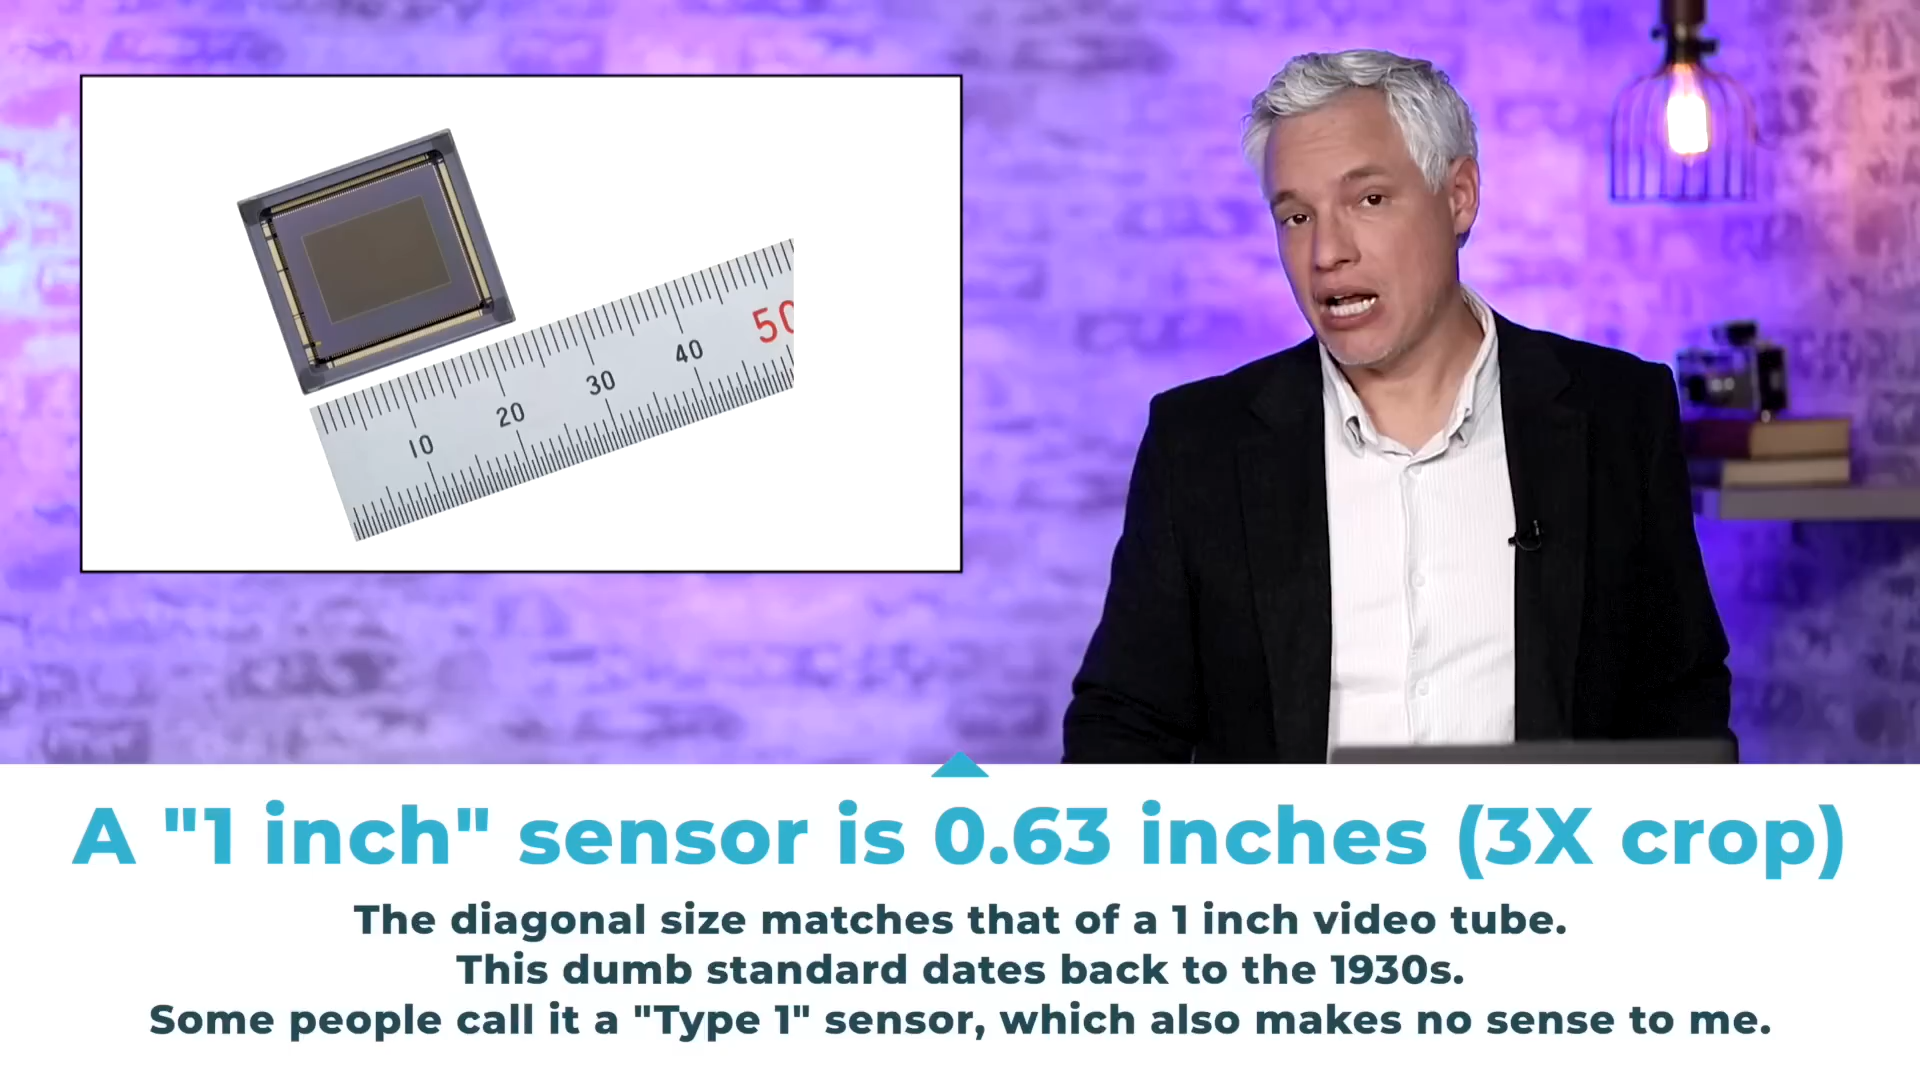 10
20
30
40
50
A "1 inch" sensor is 0.63 inches (3X crop)
The diagonal size matches that of a 1 inch video tube.
This dumb standard dates back to the 1930s.
Some people call it a "Type 1" sensor, which also makes no sense to me.